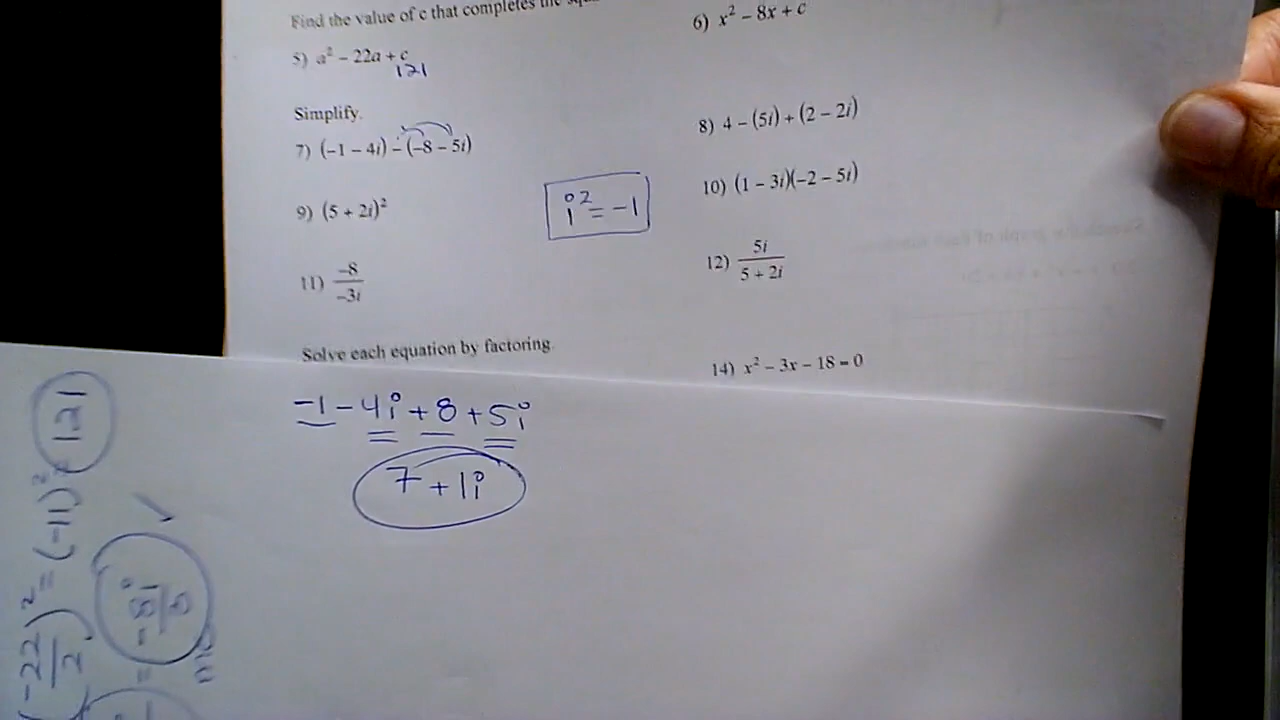 Find the value of c that completes the
5) a² − 22a + c
121
6) x² − 8x + c
Simplify.
7) (−1 − 4i) − (−8 − 5i)
8) 4 − (5i) + (2 − 2i)
9) (5 + 2i)²
i² = −1
10) (1 − 3i)(−2 − 5i)
11) −8/−3i
12) 5i/5 + 2i
Solve each equation by factoring.
14) x² − 3x − 18 = 0
−1 − 4i + 8 + 5i
7 + 1i
(−22/2)² = (−11)² = 121
= −8i/3